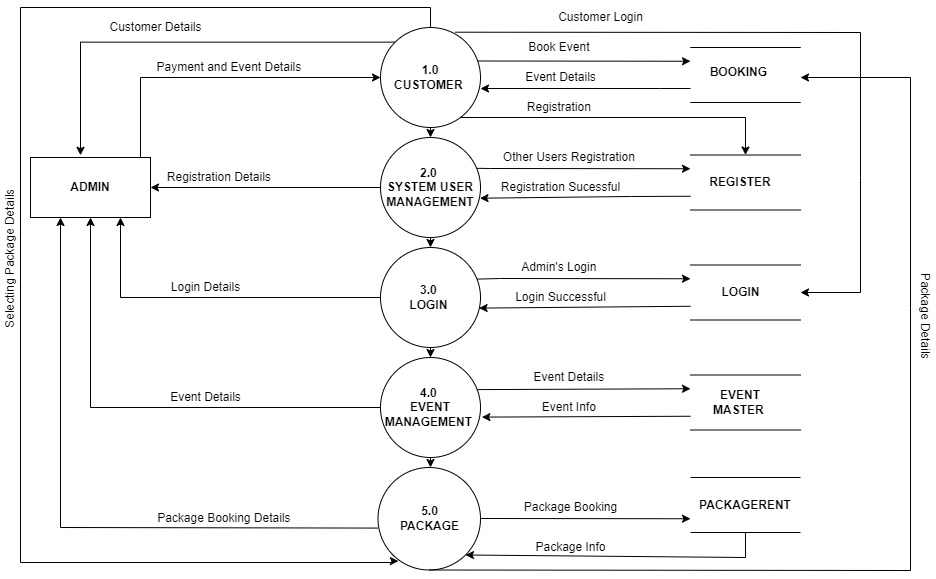 Customer Login
Customer Details
Book Event
Payment and Event Details
1.0
CUSTOMER
BOOKING
Event Details
Registration
Other Users Registration
2.0
SYSTEM USER
MANAGEMENT
Registration Details
ADMIN
REGISTER
Registration Sucessful
Selecting Package Details
Admin's Login
Login Details
3.0
LOGIN
LOGIN
Login Successful
Package Details
Event Details
4.0
EVENT
MANAGEMENT
Event Details
EVENT
MASTER
Event Info
Package Booking
5.0
PACKAGE
PACKAGERENT
Package Booking Details
Package Info